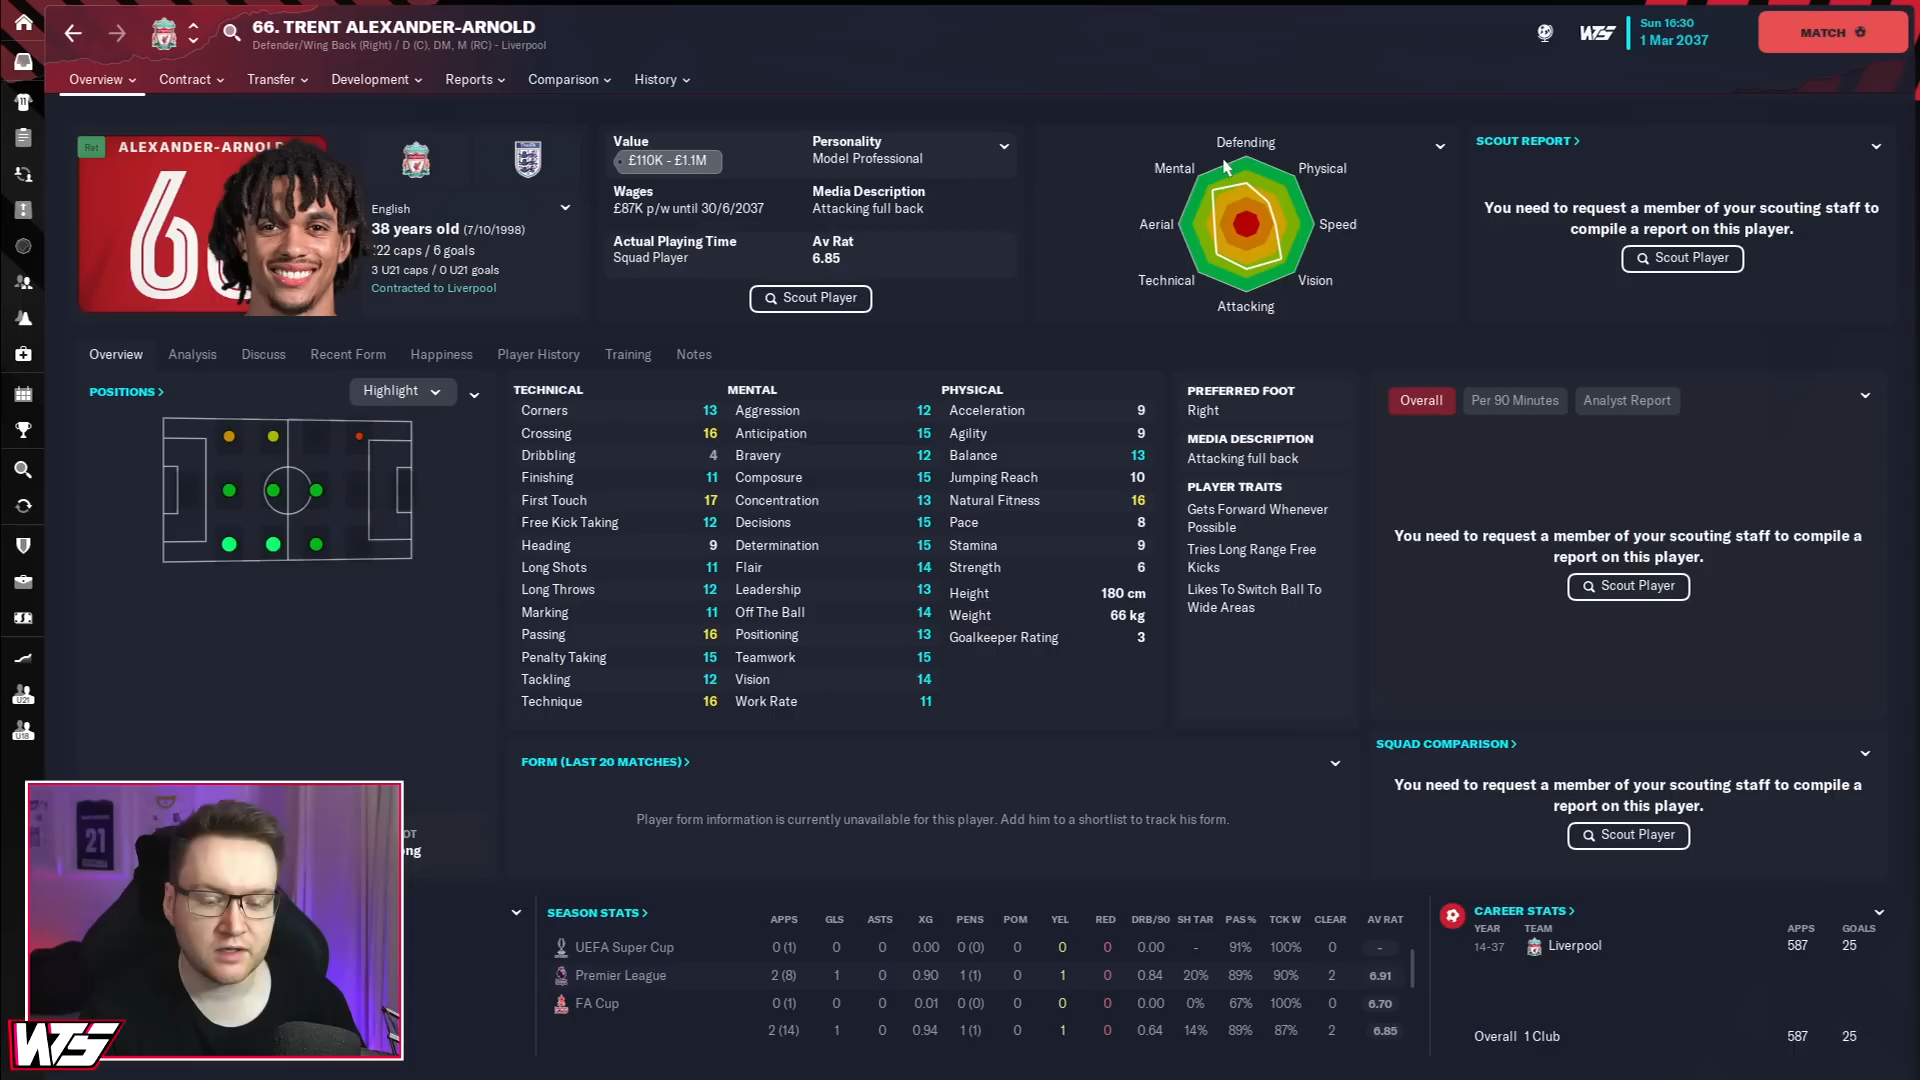 66. TRENT ALEXANDER-ARNOLD
Defender/Wing Back (Right) / D (C), DM, M (RC) - Liverpool
WTS
Sun 16:30
1 Mar 2037
MATCH
Overview
Contract
Transfer
Development
Reports
Comparison
History
Ret
ALEXANDER-ARNOLD
English
38 years old (7/10/1998)
22 caps / 6 goals
3 U21 caps / 0 U21 goals
Contracted to Liverpool
Value
£110K - £1.1M
Personality
Model Professional
Wages
£87K p/w until 30/6/2037
Media Description
Attacking full back
Actual Playing Time
Squad Player
Av Rat
6.85
Scout Player
Defending
Mental
Physical
Aerial
Speed
Technical
Vision
Attacking
SCOUT REPORT >
You need to request a member of your scouting staff to
compile a report on this player.
Scout Player
Overview
Analysis
Discuss
Recent Form
Happiness
Player History
Training
Notes
POSITIONS >
Highlight
TECHNICAL
Corners 13
Crossing 16
Dribbling 4
Finishing 11
First Touch 17
Free Kick Taking 12
Heading 9
Long Shots 11
Long Throws 12
Marking 11
Passing 16
Penalty Taking 15
Tackling 12
Technique 16
MENTAL
Aggression 12
Anticipation 15
Bravery 12
Composure 15
Concentration 13
Decisions 15
Determination 15
Flair 14
Leadership 13
Off The Ball 14
Positioning 13
Teamwork 15
Vision 14
Work Rate 11
PHYSICAL
Acceleration 9
Agility 9
Balance 13
Jumping Reach 10
Natural Fitness 16
Pace 8
Stamina 9
Strength 6
Height 180 cm
Weight 66 kg
Goalkeeper Rating 3
PREFERRED FOOT
Right
MEDIA DESCRIPTION
Attacking full back
PLAYER TRAITS
Gets Forward Whenever
Possible
Tries Long Range Free
Kicks
Likes To Switch Ball To
Wide Areas
Overall
Per 90 Minutes
Analyst Report
You need to request a member of your scouting staff to compile a
report on this player.
Scout Player
FORM (LAST 20 MATCHES) >
Player form information is currently unavailable for this player. Add him to a shortlist to track his form.
SQUAD COMPARISON >
You need to request a member of your scouting staff to compile a
report on this player.
Scout Player
U21
U18
21
OT
ong
WTS
SEASON STATS > APPS GLS ASTS XG PENS POM YEL RED DRB/90 SH TAR PAS % TCK W CLEAR AV RAT
UEFA Super Cup 0 (1) 0 0 0.00 0 (0) 0 0 0 0.00 - 91% 100% 0 -
Premier League 2 (8) 1 0 0.90 1 (1) 0 1 0 0.84 20% 89% 90% 2 6.91
FA Cup 0 (1) 0 0 0.01 0 (0) 0 0 0 0.00 0% 67% 100% 0 6.70
2 (14) 1 0 0.94 1 (1) 0 1 0 0.64 14% 89% 87% 2 6.85
CAREER STATS >
YEAR TEAM APPS GOALS
14-37 Liverpool 587 25
Overall 1 Club 587 25